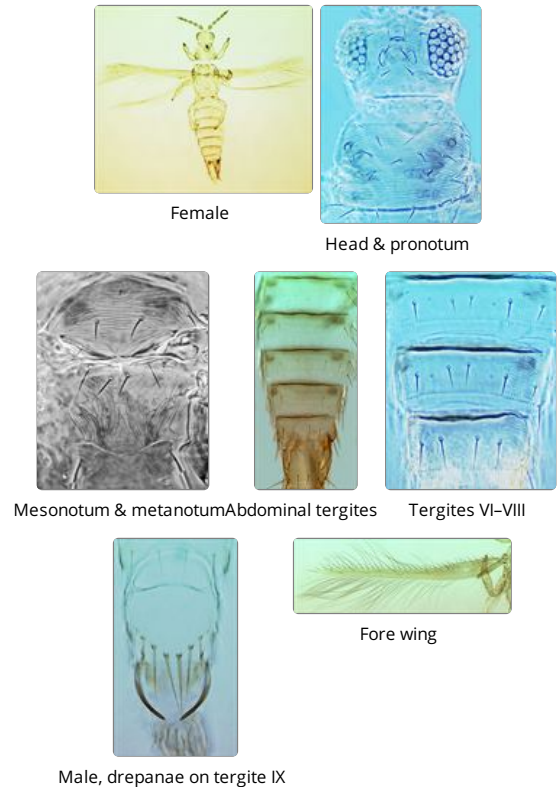 Female
Head & pronotum
Mesonotum & metanotum
Abdominal tergites
Tergites VI–VIII
Fore wing
Male, drepanae on tergite IX